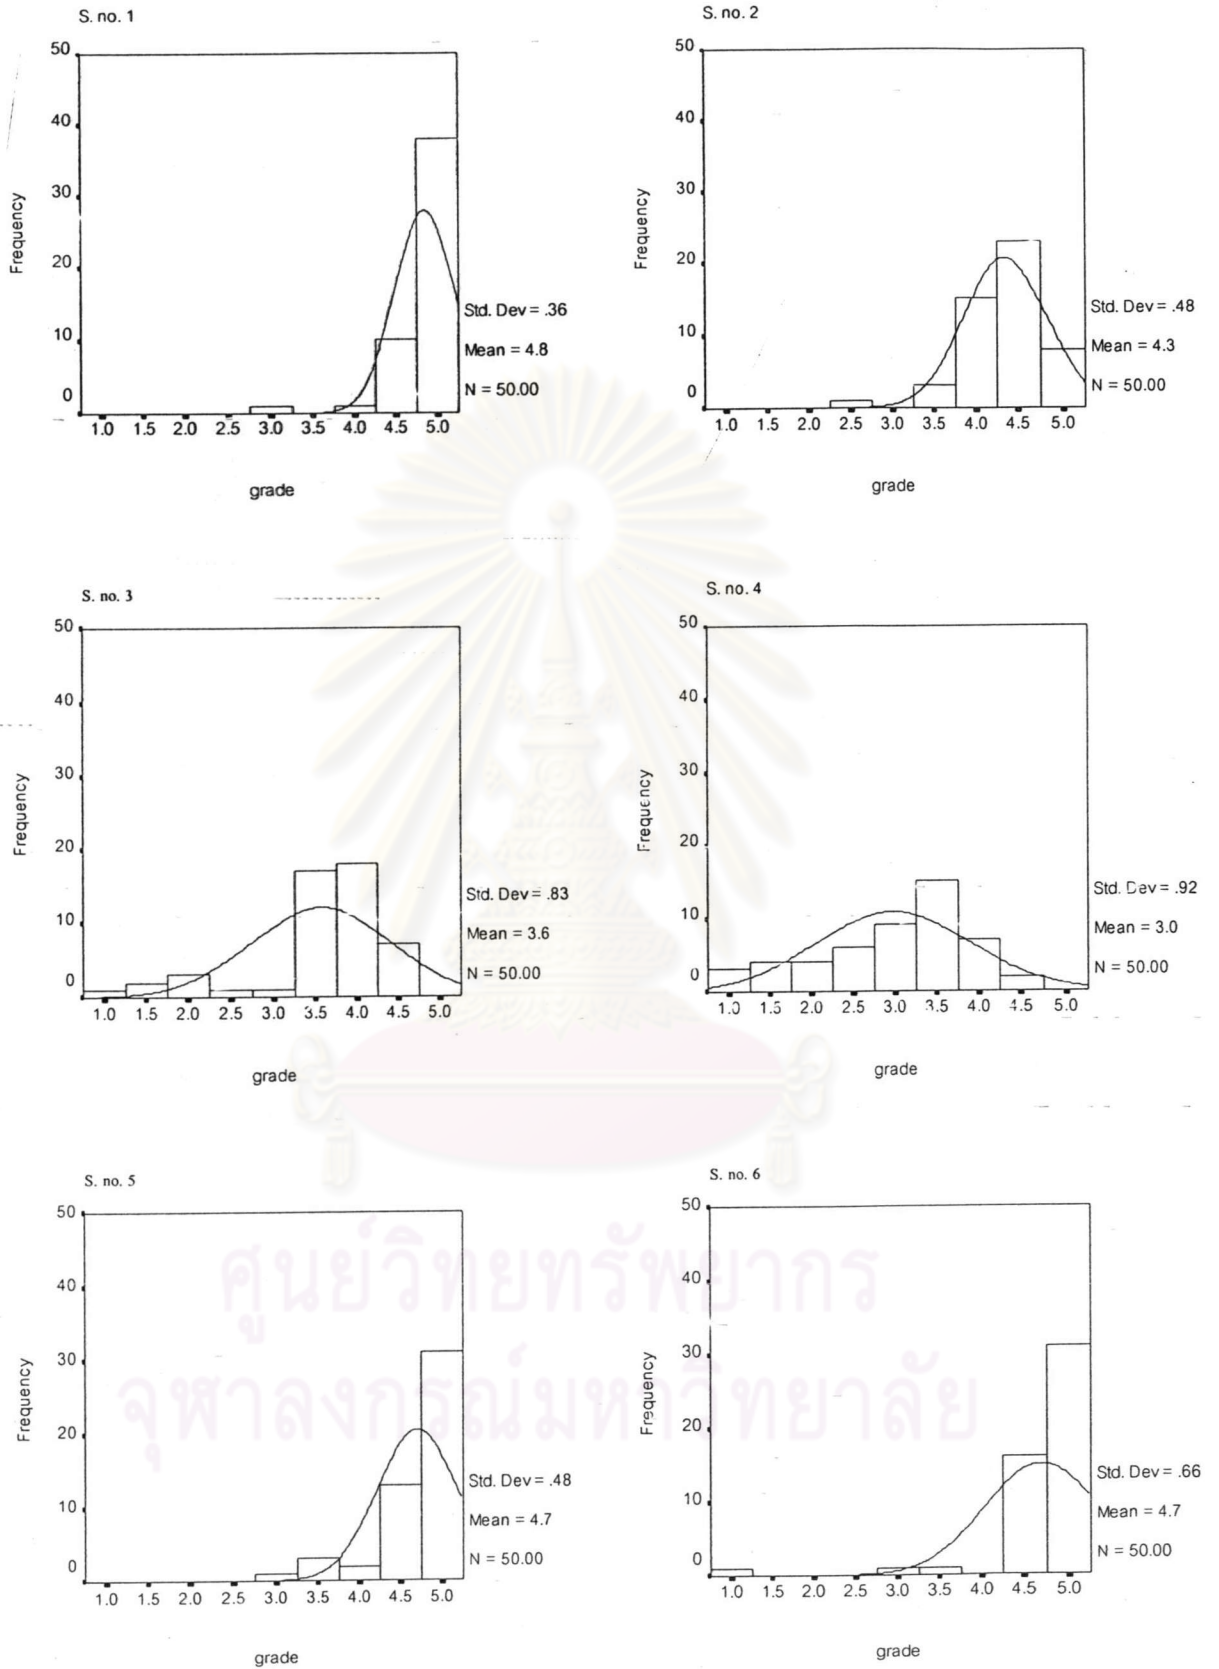 S. no. 1
50
40
30
20
10
0
Frequency
1.0 1.5 2.0 2.5 3.0 3.5 4.0 4.5 5.0
grade
Std. Dev = .36
Mean = 4.8
N = 50.00
S. no. 2
50
40
30
20
10
0
Frequency
1.0 1.5 2.0 2.5 3.0 3.5 4.0 4.5 5.0
grade
Std. Dev = .48
Mean = 4.3
N = 50.00
S. no. 3
50
40
30
20
10
0
Frequency
1.0 1.5 2.0 2.5 3.0 3.5 4.0 4.5 5.0
grade
Std. Dev = .83
Mean = 3.6
N = 50.00
S. no. 4
50
40
30
20
10
0
Frequency
1.0 1.5 2.0 2.5 3.0 3.5 4.0 4.5 5.0
grade
Std. Dev = .92
Mean = 3.0
N = 50.00
S. no. 5
50
40
30
20
10
0
Frequency
1.0 1.5 2.0 2.5 3.0 3.5 4.0 4.5 5.0
grade
Std. Dev = .48
Mean = 4.7
N = 50.00
S. no. 6
50
40
30
20
10
0
Frequency
1.0 1.5 2.0 2.5 3.0 3.5 4.0 4.5 5.0
grade
Std. Dev = .66
Mean = 4.7
N = 50.00
ศูนย์วิทยทรัพยากร
จุฬาลงกรณ์มหาวิทยาลัย